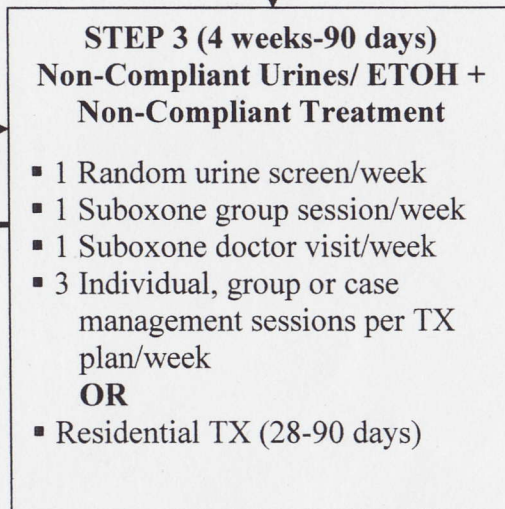 STEP 3 (4 weeks-90 days)
Non-Compliant Urines/ ETOH +
Non-Compliant Treatment
▪ 1 Random urine screen/week
▪ 1 Suboxone group session/week
▪ 1 Suboxone doctor visit/week
▪ 3 Individual, group or case
management sessions per TX
plan/week
OR
▪ Residential TX (28-90 days)